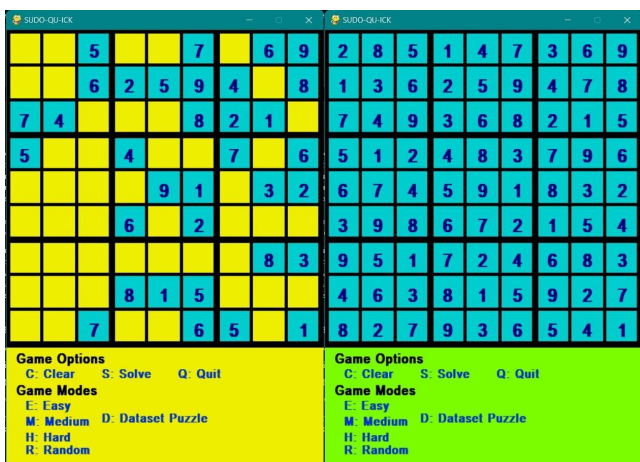 SUDO-QU-ICK
5 7 6 9
6 2 5 9 4 8
7 4 8 2 1
5 4 7 6
9 1 3 2
6 2
8 3
8 1 5
7 6 5 1
Game Options
C: Clear S: Solve Q: Quit
Game Modes
E: Easy
M: Medium D: Dataset Puzzle
H: Hard
R: Random
SUDO-QU-ICK
2 8 5 1 4 7 3 6 9
1 3 6 2 5 9 4 7 8
7 4 9 3 6 8 2 1 5
5 1 2 4 8 3 7 9 6
6 7 4 5 9 1 8 3 2
3 9 8 6 7 2 1 5 4
9 5 1 7 2 4 6 8 3
4 6 3 8 1 5 9 2 7
8 2 7 9 3 6 5 4 1
Game Options
C: Clear S: Solve Q: Quit
Game Modes
E: Easy
M: Medium D: Dataset Puzzle
H: Hard
R: Random